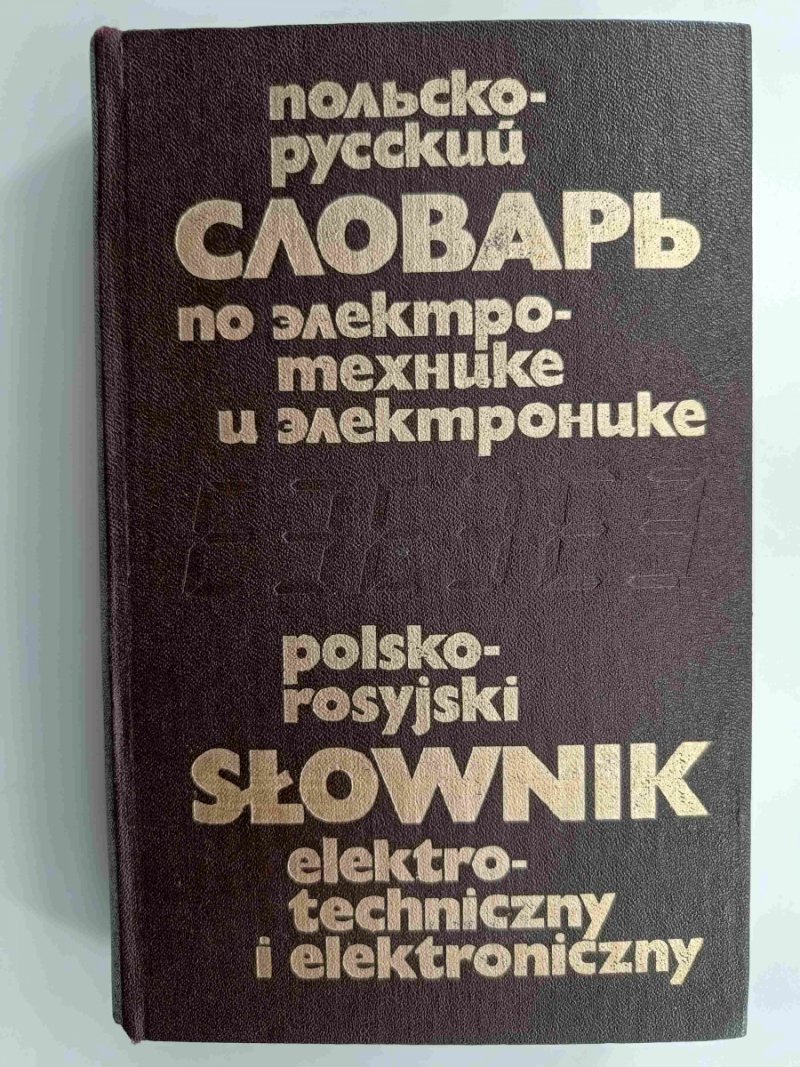 польско-
русский
СЛОВАРЬ
по электро-
технике
и электронике
polsko-
rosyjski
SŁOWNIK
elektro-
techniczny
i elektroniczny